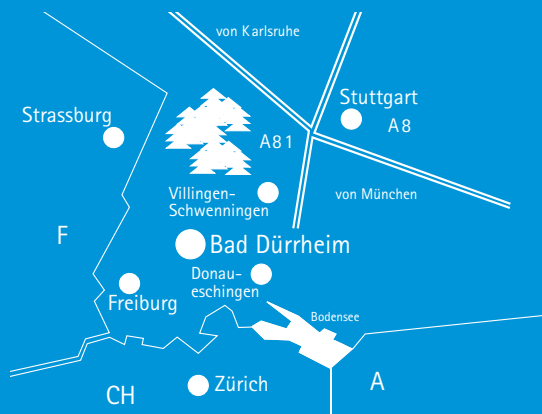 von Karlsruhe
Strassburg
Stuttgart
A81
A8
Villingen-
Schwenningen
von München
F
Bad Dürrheim
Donau-
eschingen
Freiburg
Bodensee
CH
Zürich
A